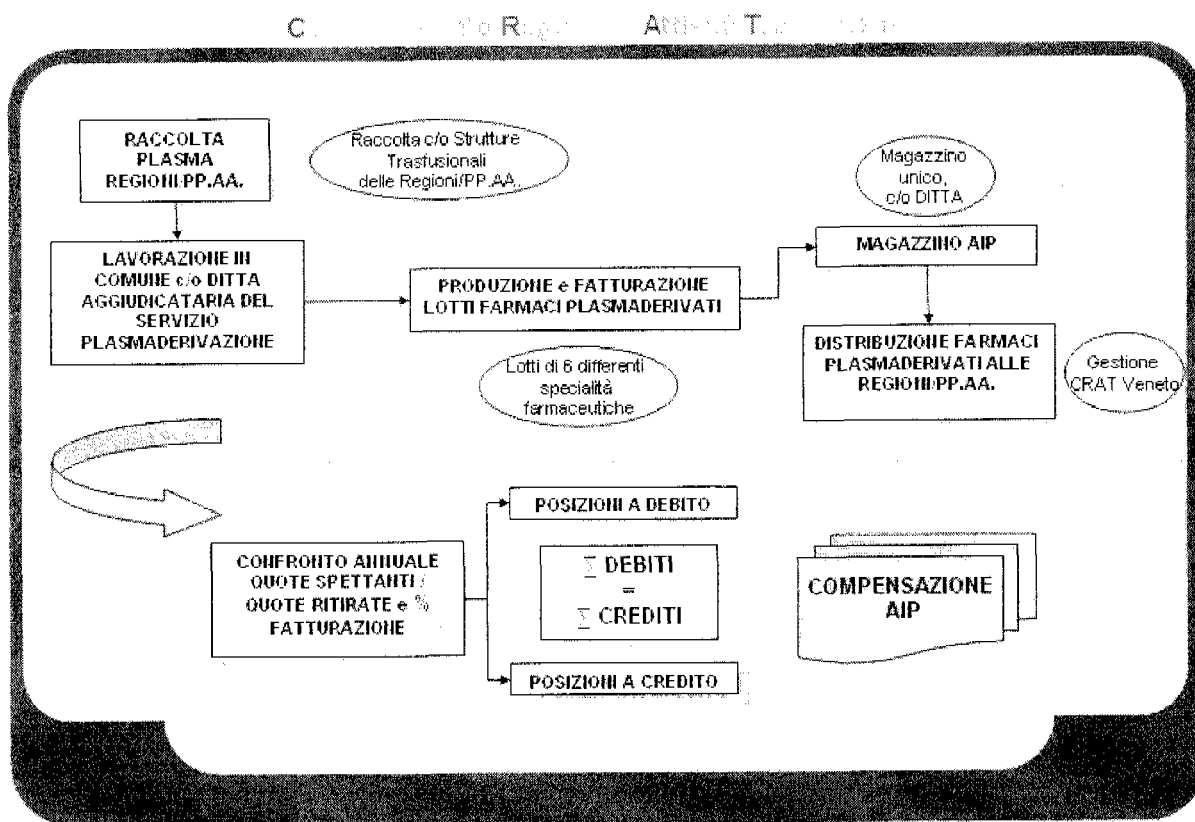 C R A T
RACCOLTA
PLASMA
REGIONI/PP.AA.
Raccolta c/o Strutture
Trasfusionali
delle Regioni/PP.AA.
Magazzino
unico,
c/o DITTA
LAVORAZIONE IN
COMUNE c/o DITTA
AGGIUDICATARIA DEL
SERVIZIO
PLASMADERIVAZIONE
PRODUZIONE e FATTURAZIONE
LOTTI FARMACI PLASMADERIVATI
MAGAZZINO AIP
Lotti di 6 differenti
specialità
farmaceutiche
DISTRIBUZIONE FARMACI
PLASMADERIVATI ALLE
REGIONI/PP.AA.
Gestione
CRAT Veneto
POSIZIONI A DEBITO
CONFRONTO ANNUALE
QUOTE SPETTANTI /
QUOTE RITIRATE e %
FATTURAZIONE
∑ DEBITI
=
∑ CREDITI
COMPENSAZIONE
AIP
POSIZIONI A CREDITO